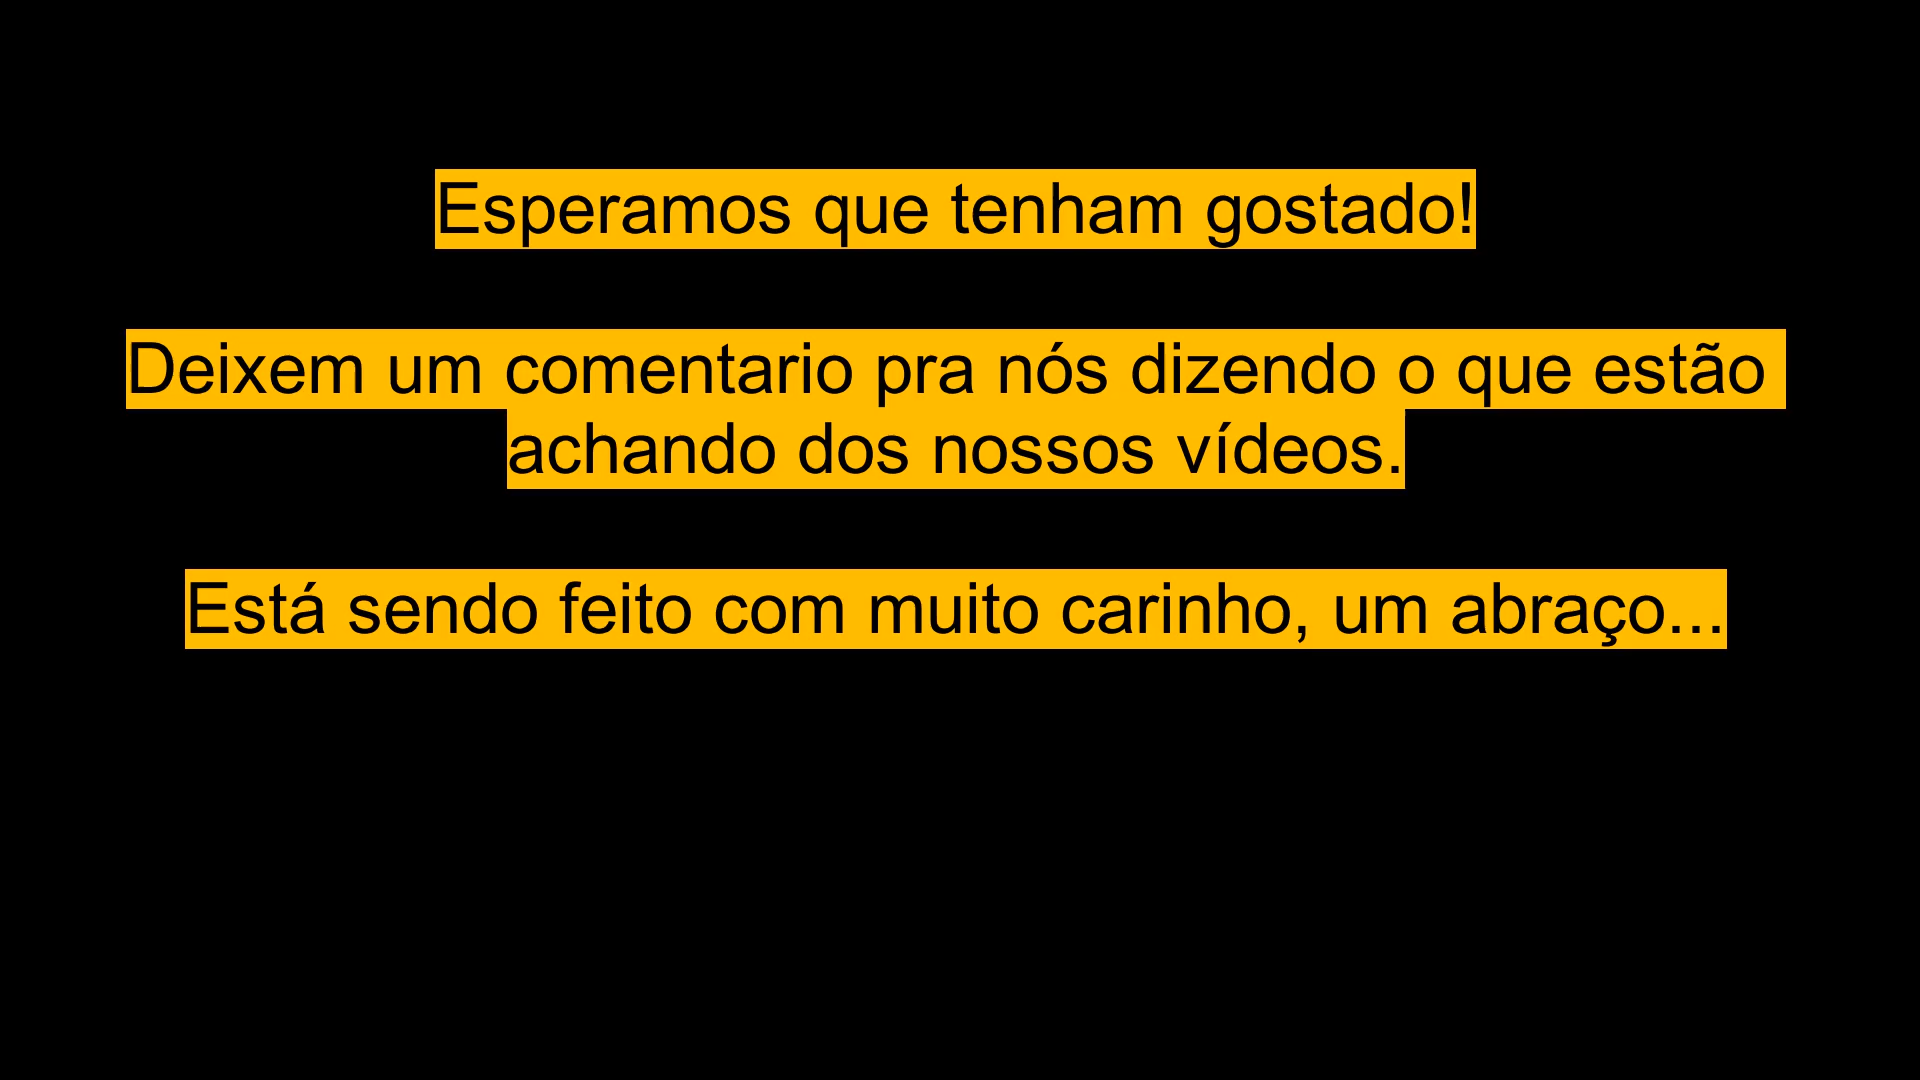 Esperamos que tenham gostado!
Deixem um comentario pra nós dizendo o que estão
achando dos nossos vídeos.
Está sendo feito com muito carinho, um abraço...